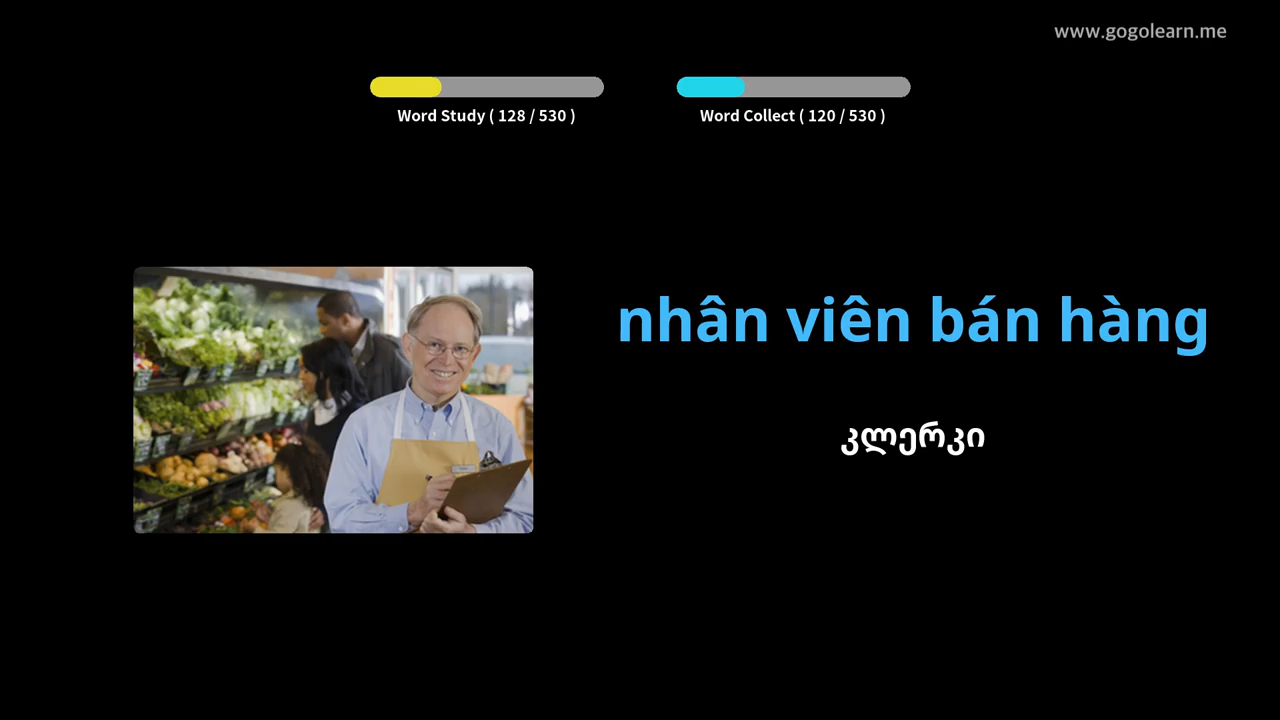 www.gogolearn.me
Word Study ( 128 / 530 )
Word Collect ( 120 / 530 )
nhân viên bán hàng
კლერკი